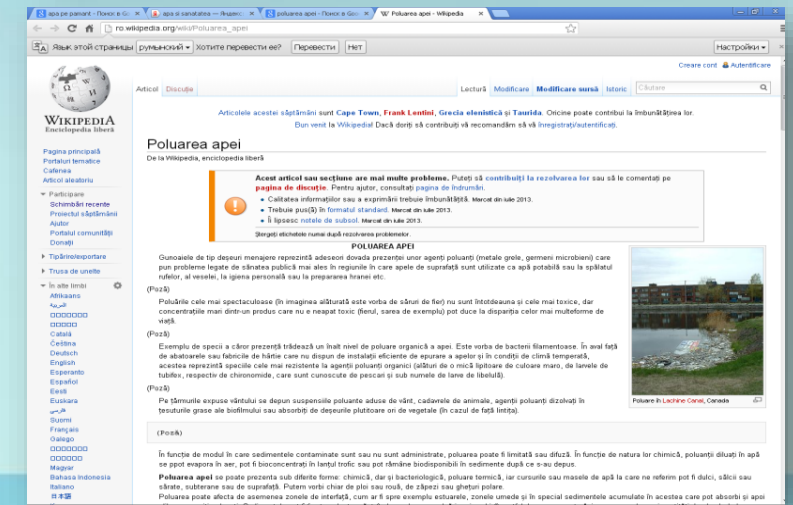 apa pe pamant - Поиск в Go
apa si sanatatea — Яндекс:
poluarea apei - Поиск в Goo
Poluarea apei - Wikipedia
ro.wikipedia.org/wiki/Poluarea_apei
Язык этой страницы румынский Хотите перевести ее? Перевести Нет Настройки
Creare cont Autentificare
Articol Discuție Lectură Modificare Modificare sursă Istoric Căutare
WIKIPEDIA
Enciclopedia liberă
Pagina principală
Portaluri tematice
Cafenea
Articol aleatoriu
Participare
Schimbări recente
Proiectul săptămânii
Ajutor
Portalul comunității
Donații
Tipărire/exportare
Trusa de unelte
În alte limbi
Afrikaans
العربية
Català
Čeština
Deutsch
English
Esperanto
Español
Eesti
Euskara
فارسی
Suomi
Français
Galego
Magyar
Bahasa Indonesia
Italiano
日本語
Articolele acestei săptămâni sunt Cape Town, Frank Lentini, Grecia elenistică și Taurida. Oricine poate contribui la îmbunătățirea lor.
Bun venit la Wikipedia! Dacă doriți să contribuiți vă recomandăm să vă înregistrați/autentificați.
Poluarea apei
De la Wikipedia, enciclopedia liberă
Acest articol sau secțiune are mai multe probleme. Puteți să contribuiți la rezolvarea lor sau să le comentați pe
pagina de discuție. Pentru ajutor, consultați pagina de îndrumări.
Calitatea informațiilor sau a exprimării trebuie îmbunătățită. Marcat din iulie 2013.
Trebuie pus(ă) în formatul standard. Marcat din iulie 2013.
Îi lipsesc notele de subsol. Marcat din iulie 2013.
Ștergeți etichetele numai după rezolvarea problemelor.
POLUAREA APEI
Gunoaiele de tip deșeuri menajere reprezintă adeseori dovada prezenței unor agenți poluanți (metale grele, germeni microbieni) care
pun probleme legate de sănatea publică mai ales în regiunile în care apele de suprafață sunt utilizate ca apă potabilă sau la spălatul
rufelor, al veselei, la igiena personală sau la prepararea hranei etc.
(Poză)
Poluările cele mai spectaculoase (în imaginea alăturată este vorba de săruri de fier) nu sunt întotdeauna și cele mai toxice, dar
concentrațiile mari dintr-un produs care nu e neapat toxic (fierul, sarea de exemplu) pot duce la dispariția celor mai multeforme de
viață.
(Poză)
Exemplu de specii a căror prezență trădează un înalt nivel de poluare organică a apei. Este vorba de bacterii filamentoase. În aval față
de abatoarele sau fabricile de hârtie care nu dispun de instalații eficiente de epurare a apelor și în condiții de climă temperată,
acestea reprezintă speciile cele mai rezistente la agenții poluanți organici (alături de o mică lipitoare de culoare maro, de larvele de
tubifex, respectiv de chironomide, care sunt cunoscute de pescari și sub numele de larve de libelulă).
(Poză)
Pe țărmurile expuse vântului se depun suspensiile poluante aduse de vânt, cadavrele de animale, agenții poluanți dizolvați în
țesuturile grase ale biofilmului sau absorbiți de deșeurile plutitoare ori de vegetale (în cazul de față lintița).
Poluare în Lachine Canal, Canada
(Poză)
În funcție de modul în care sedimentele contaminate sunt sau nu sunt administrate, poluarea poate fi limitată sau difuză. În funcție de natura lor chimică, poluanții diluați în apă
se ppot evapora în aer, pot fi bioconcentrați în lanțul trofic sau pot rămâne biodisponibili în sedimente după ce s-au depus.
Poluarea apei se poate prezenta sub diferite forme: chimică, dar și bacteriologică, poluare termică, iar cursurile sau masele de apă la care ne referim pot fi dulci, sălcii sau
sărate, subterane sau de suprafață. Putem vorbi chiar de ploi sau rouă, de zăpezi sau ghețuri polare.
Poluarea poate afecta de asemenea zonele de interfață, cum ar fi spre exemplu estuarele, zonele umede și în special sedimentele acumulate în acestea care pot absorbi și apoi